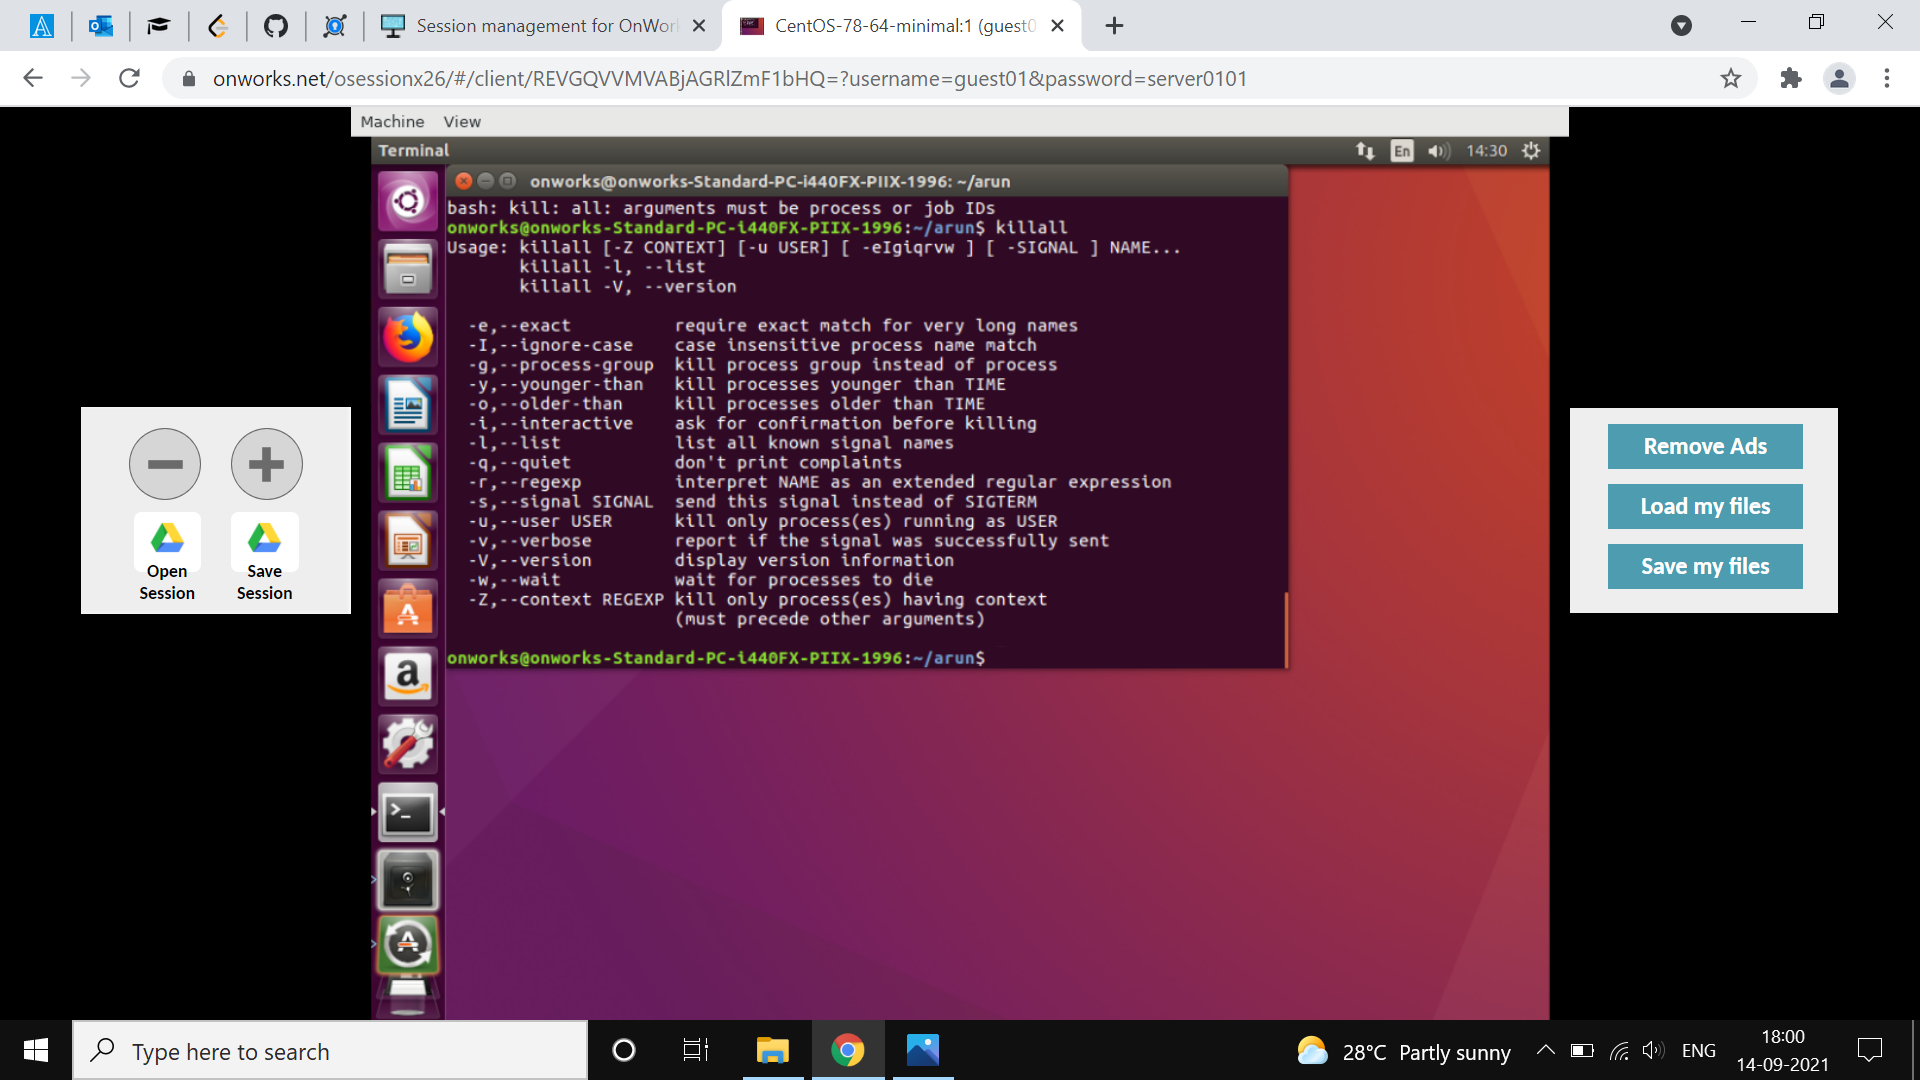 Session management for OnWor
CentOS-78-64-minimal:1 (guest0
onworks.net/osessionx26/#/client/REVGQVVMVABjAGRlZmF1bHQ=?username=guest01&password=server0101
Machine View
Terminal
En
14:30
onworks@onworks-Standard-PC-i440FX-PIIX-1996: ~/arun
bash: kill: all: arguments must be process or job IDs
onworks@onworks-Standard-PC-i440FX-PIIX-1996:~/arun$ killall
Usage: killall [-Z CONTEXT] [-u USER] [ -eIgiqrvw ] [ -SIGNAL ] NAME...
killall -l, --list
killall -V, --version
-e,--exact require exact match for very long names
-I,--ignore-case case insensitive process name match
-g,--process-group kill process group instead of process
-y,--younger-than kill processes younger than TIME
-o,--older-than kill processes older than TIME
-i,--interactive ask for confirmation before killing
-l,--list list all known signal names
-q,--quiet don't print complaints
-r,--regexp interpret NAME as an extended regular expression
-s,--signal SIGNAL send this signal instead of SIGTERM
-u,--user USER kill only process(es) running as USER
-v,--verbose report if the signal was successfully sent
-V,--version display version information
-w,--wait wait for processes to die
-Z,--context REGEXP kill only process(es) having context
(must precede other arguments)
onworks@onworks-Standard-PC-i440FX-PIIX-1996:~/arun$
Open
Session
Save
Session
Remove Ads
Load my files
Save my files
Type here to search
28°C Partly sunny
ENG
18:00
14-09-2021